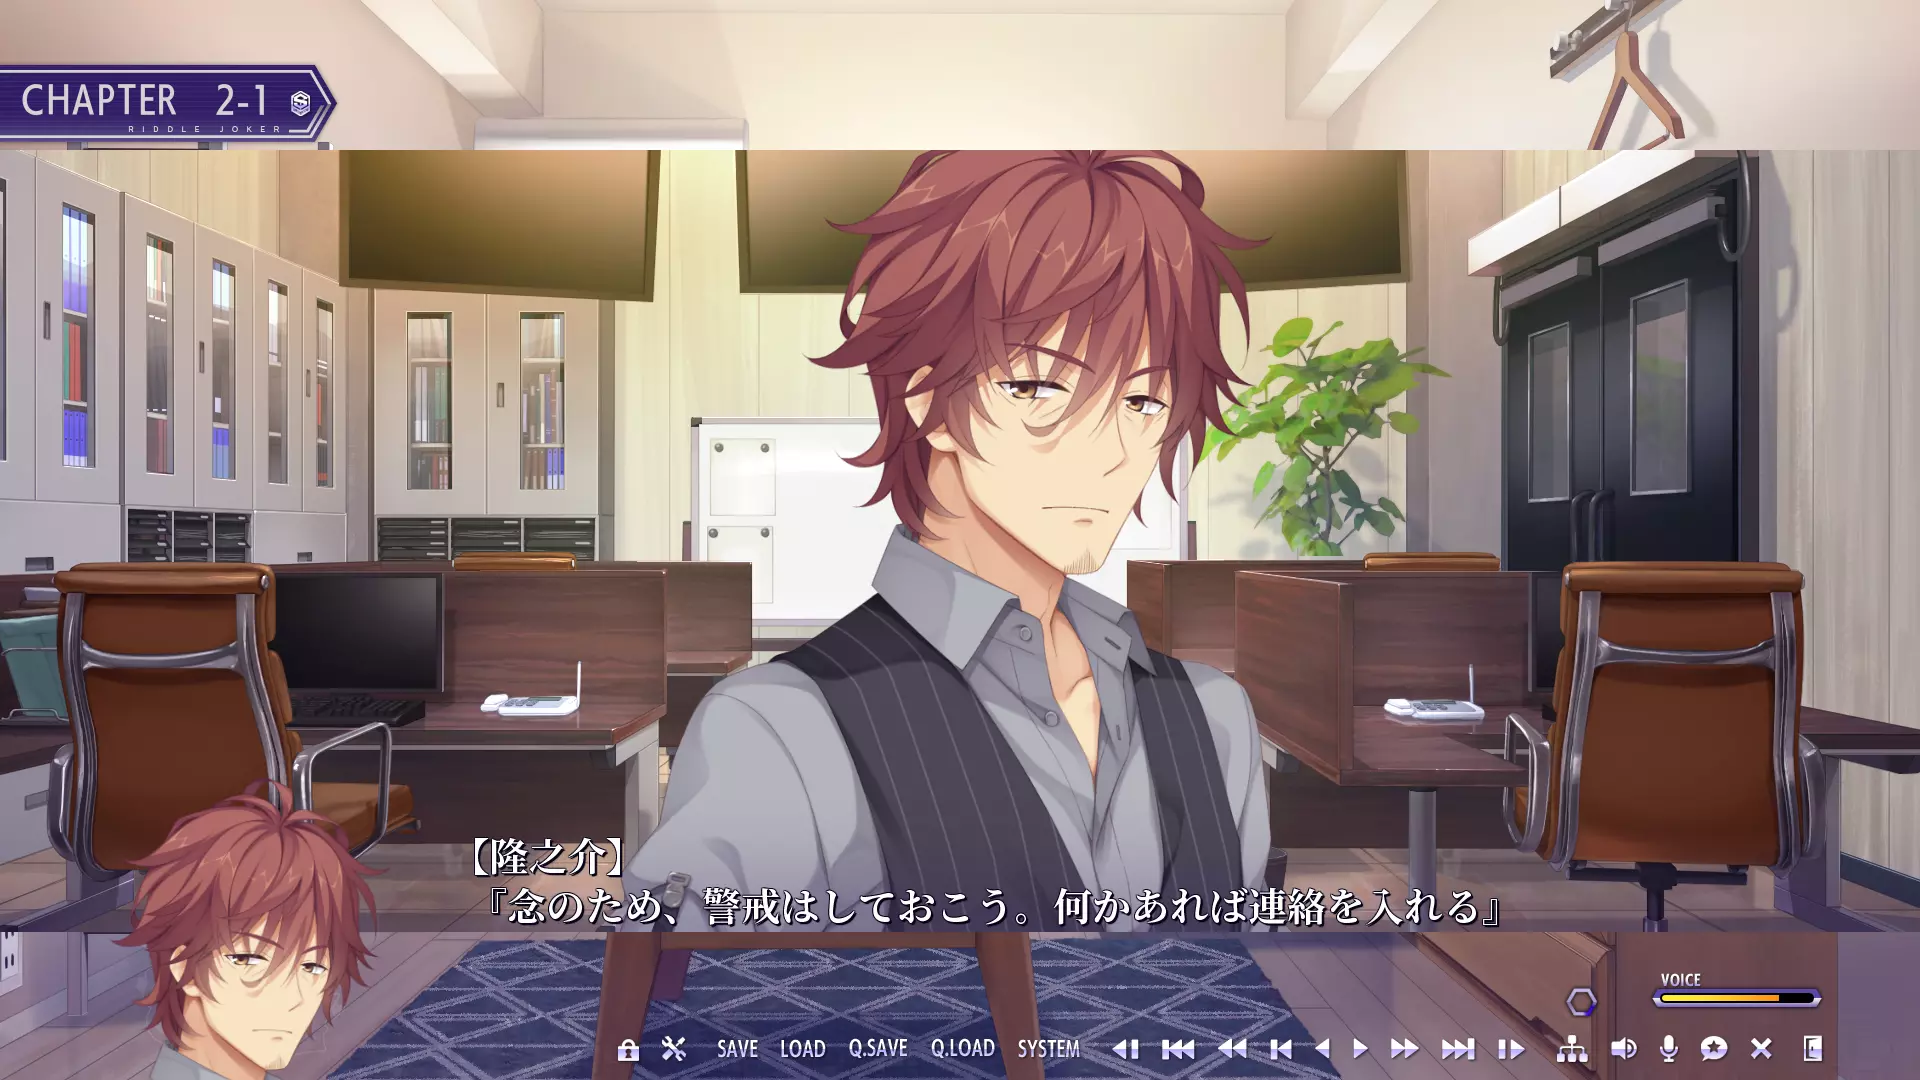 CHAPTER 2-1
RIDDLE JOKER
【隆之介】
『念のため、警戒はしておこう。何かあれば連絡を入れる』
VOICE
SAVE LOAD Q.SAVE Q.LOAD SYSTEM